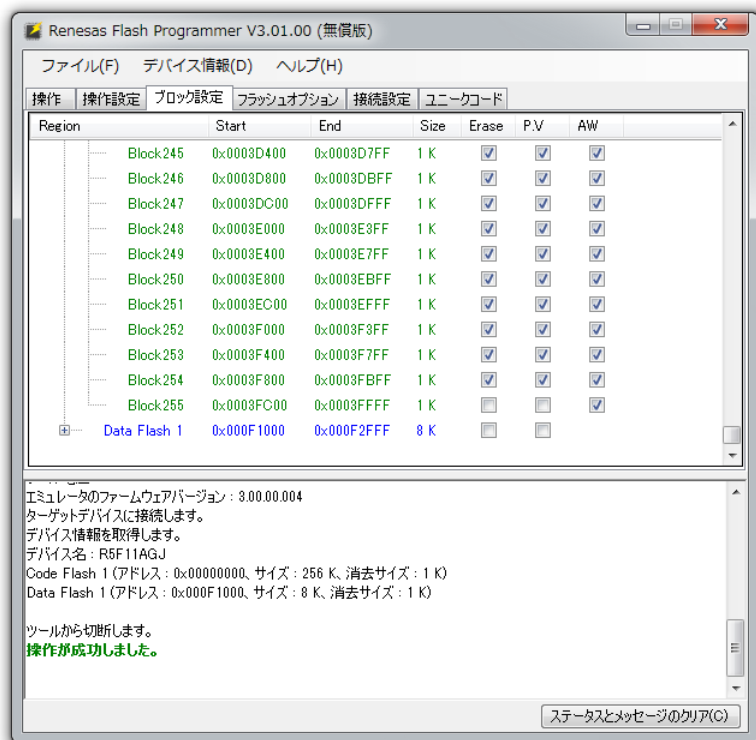 Renesas Flash Programmer V3.01.00 (無償版)
ファイル(F) デバイス情報(D) ヘルプ(H)
操作 操作設定 ブロック設定 フラッシュオプション 接続設定 ユニークコード
Region Start End Size Erase P.V AW
Block245 0x0003D400 0x0003D7FF 1 K
Block246 0x0003D800 0x0003DBFF 1 K
Block247 0x0003DC00 0x0003DFFF 1 K
Block248 0x0003E000 0x0003E3FF 1 K
Block249 0x0003E400 0x0003E7FF 1 K
Block250 0x0003E800 0x0003EBFF 1 K
Block251 0x0003EC00 0x0003EFFF 1 K
Block252 0x0003F000 0x0003F3FF 1 K
Block253 0x0003F400 0x0003F7FF 1 K
Block254 0x0003F800 0x0003FBFF 1 K
Block255 0x0003FC00 0x0003FFFF 1 K
Data Flash 1 0x000F1000 0x000F2FFF 8 K
エミュレータのファームウェアバージョン : 3.00.00.004
ターゲットデバイスに接続します。
デバイス情報を取得します。
デバイス名 : R5F11AGJ
Code Flash 1 (アドレス : 0x00000000、サイズ : 256 K、消去サイズ : 1 K)
Data Flash 1 (アドレス : 0x000F1000、サイズ : 8 K、消去サイズ : 1 K)
ツールから切断します。
操作が成功しました。
ステータスとメッセージのクリア(C)